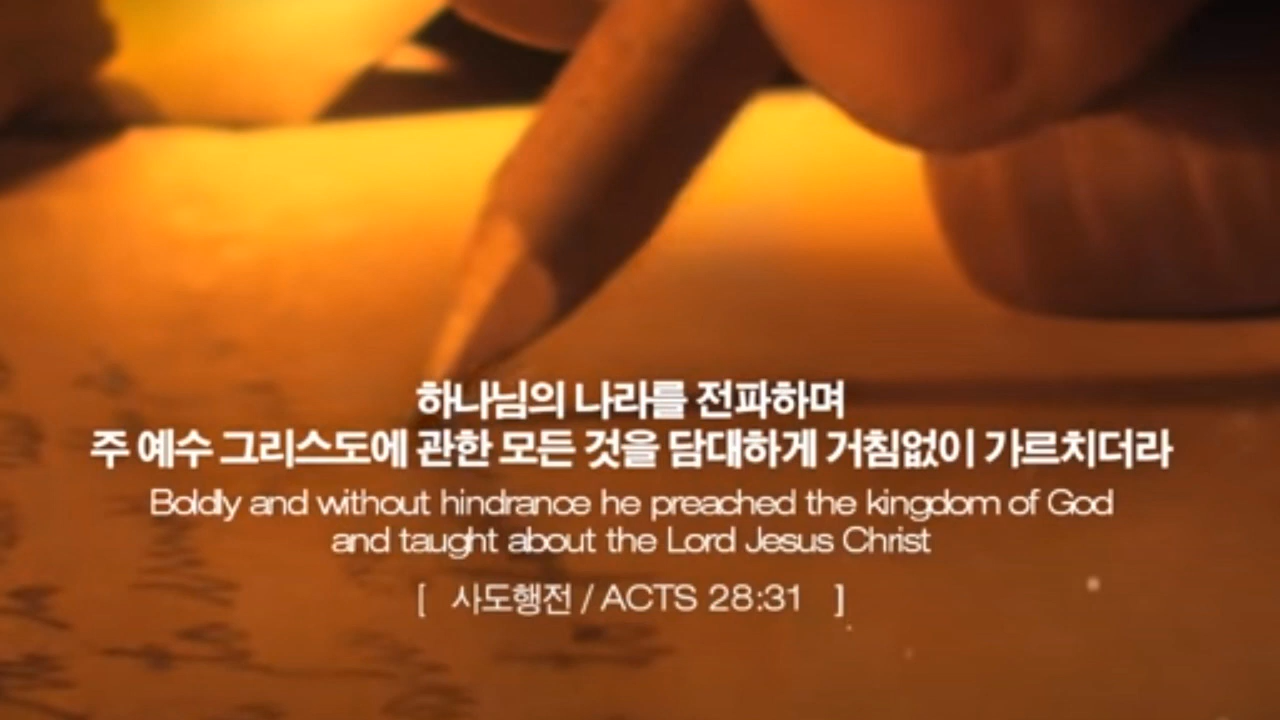 하나님의 나라를 전파하며
주 예수 그리스도에 관한 모든 것을 담대하게 거침없이 가르치더라
Boldly and without hindrance he preached the kingdom of God
and taught about the Lord Jesus Christ
[ 사도행전 / ACTS 28:31 ]